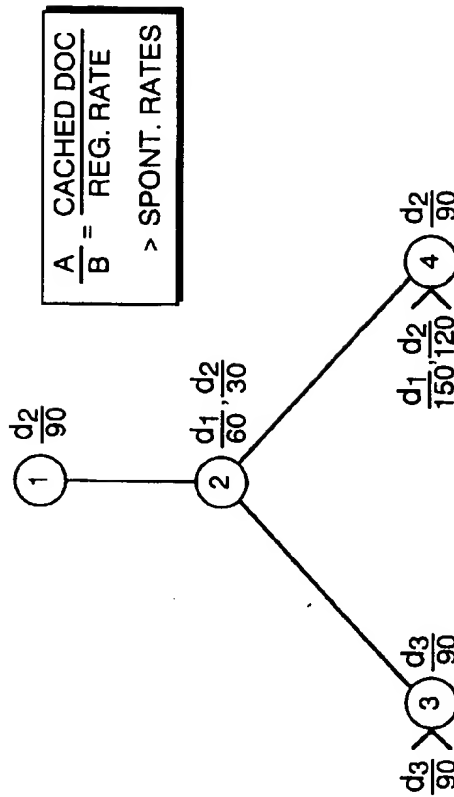 A = CACHED DOC
B REG. RATE
> SPONT. RATES
d2
90
1
d1, d2
60 30
2
d3
90
3
d3
90
d1, d2
150 120
4
d2
90